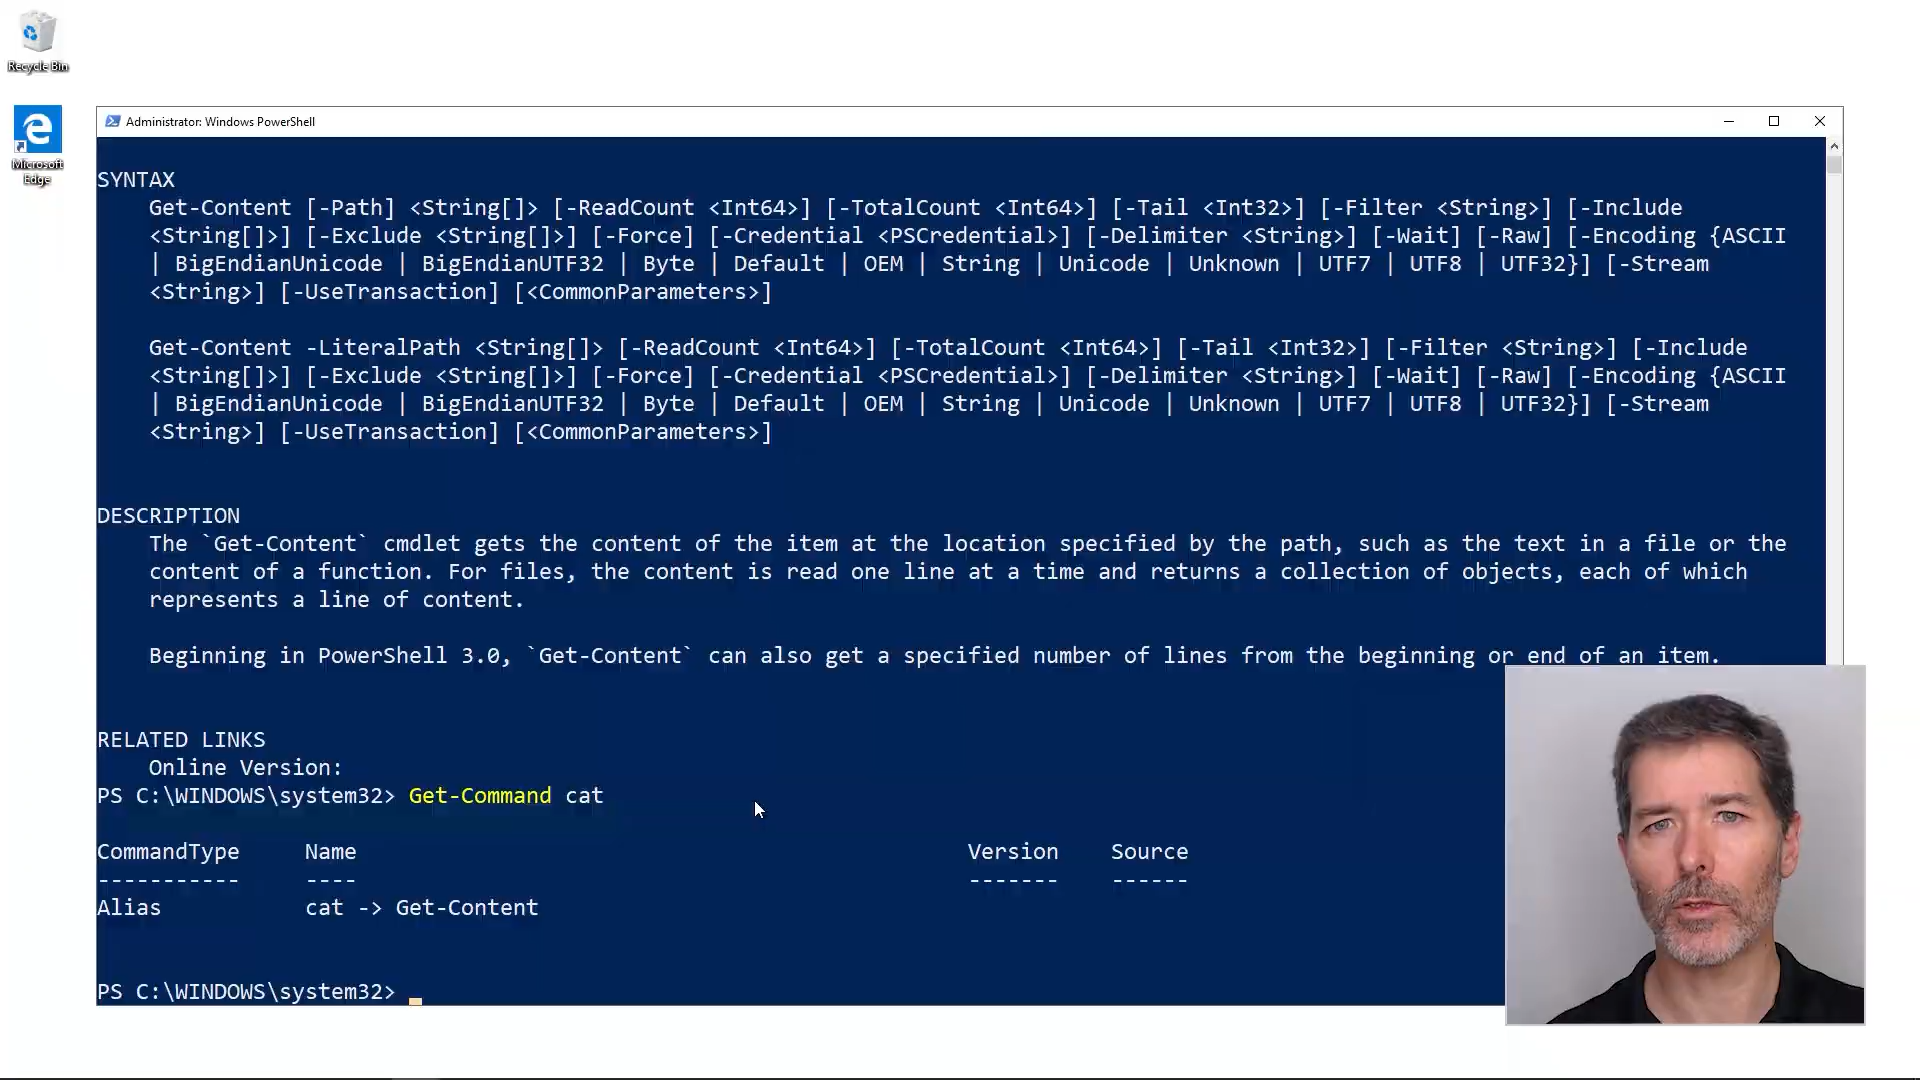 Recycle Bin
Microsoft
Edge
Administrator: Windows PowerShell
SYNTAX
Get-Content [-Path] <String[]> [-ReadCount <Int64>] [-TotalCount <Int64>] [-Tail <Int32>] [-Filter <String>] [-Include
<String[]>] [-Exclude <String[]>] [-Force] [-Credential <PSCredential>] [-Delimiter <String>] [-Wait] [-Raw] [-Encoding {ASCII
| BigEndianUnicode | BigEndianUTF32 | Byte | Default | OEM | String | Unicode | Unknown | UTF7 | UTF8 | UTF32}] [-Stream
<String>] [-UseTransaction] [<CommonParameters>]
Get-Content -LiteralPath <String[]> [-ReadCount <Int64>] [-TotalCount <Int64>] [-Tail <Int32>] [-Filter <String>] [-Include
<String[]>] [-Exclude <String[]>] [-Force] [-Credential <PSCredential>] [-Delimiter <String>] [-Wait] [-Raw] [-Encoding {ASCII
| BigEndianUnicode | BigEndianUTF32 | Byte | Default | OEM | String | Unicode | Unknown | UTF7 | UTF8 | UTF32}] [-Stream
<String>] [-UseTransaction] [<CommonParameters>]
DESCRIPTION
The `Get-Content` cmdlet gets the content of the item at the location specified by the path, such as the text in a file or the
content of a function. For files, the content is read one line at a time and returns a collection of objects, each of which
represents a line of content.
Beginning in PowerShell 3.0, `Get-Content` can also get a specified number of lines from the beginning or end of an item.
RELATED LINKS
Online Version:
PS C:\WINDOWS\system32> Get-Command cat
CommandType Name Version Source
----------- ---- ------- ------
Alias cat -> Get-Content
PS C:\WINDOWS\system32>